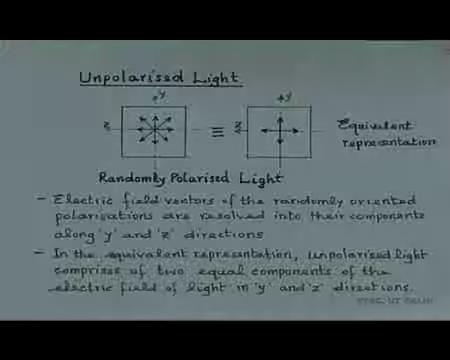 Unpolarised Light
y y
z ≡ z Equivalent
representation
Randomly Polarised Light
- Electric field vectors of the randomly oriented
polarisations are resolved into their components
along 'y' and 'z' directions
- In the equivalent representation, unpolarised light
comprises of two equal components of the
electric field of light in 'y' and 'z' directions.